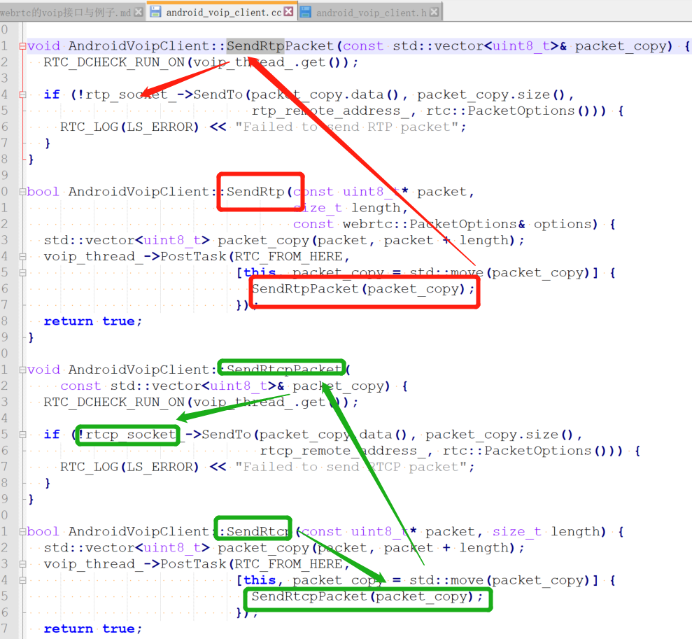 webrtc的voip接口与例子.md android_voip_client.cc android_voip_client.h
0
1 void AndroidVoipClient::SendRtpPacket(const std::vector<uint8_t>& packet_copy) {
2 RTC_DCHECK_RUN_ON(voip_thread_.get());
3
4 if (!rtp_socket_->SendTo(packet_copy.data(), packet_copy.size(),
5 rtp_remote_address_, rtc::PacketOptions())) {
6 RTC_LOG(LS_ERROR) << "Failed to send RTP packet";
7 }
8 }
9
0 bool AndroidVoipClient::SendRtp(const uint8_t* packet,
1 size_t length,
2 const webrtc::PacketOptions& options) {
3 std::vector<uint8_t> packet_copy(packet, packet + length);
4 voip_thread_->PostTask(RTC_FROM_HERE,
5 [this, packet_copy = std::move(packet_copy)] {
6 SendRtpPacket(packet_copy);
7 });
8 return true;
9 }
0
1 void AndroidVoipClient::SendRtcpPacket(
2 const std::vector<uint8_t>& packet_copy) {
3 RTC_DCHECK_RUN_ON(voip_thread_.get());
4
5 if (!rtcp_socket_->SendTo(packet_copy.data(), packet_copy.size(),
6 rtcp_remote_address_, rtc::PacketOptions())) {
7 RTC_LOG(LS_ERROR) << "Failed to send RTCP packet";
8 }
9 }
0
1 bool AndroidVoipClient::SendRtcp(const uint8_t* packet, size_t length) {
2 std::vector<uint8_t> packet_copy(packet, packet + length);
3 voip_thread_->PostTask(RTC_FROM_HERE,
4 [this, packet_copy = std::move(packet_copy)] {
5 SendRtcpPacket(packet_copy);
6 });
7 return true;